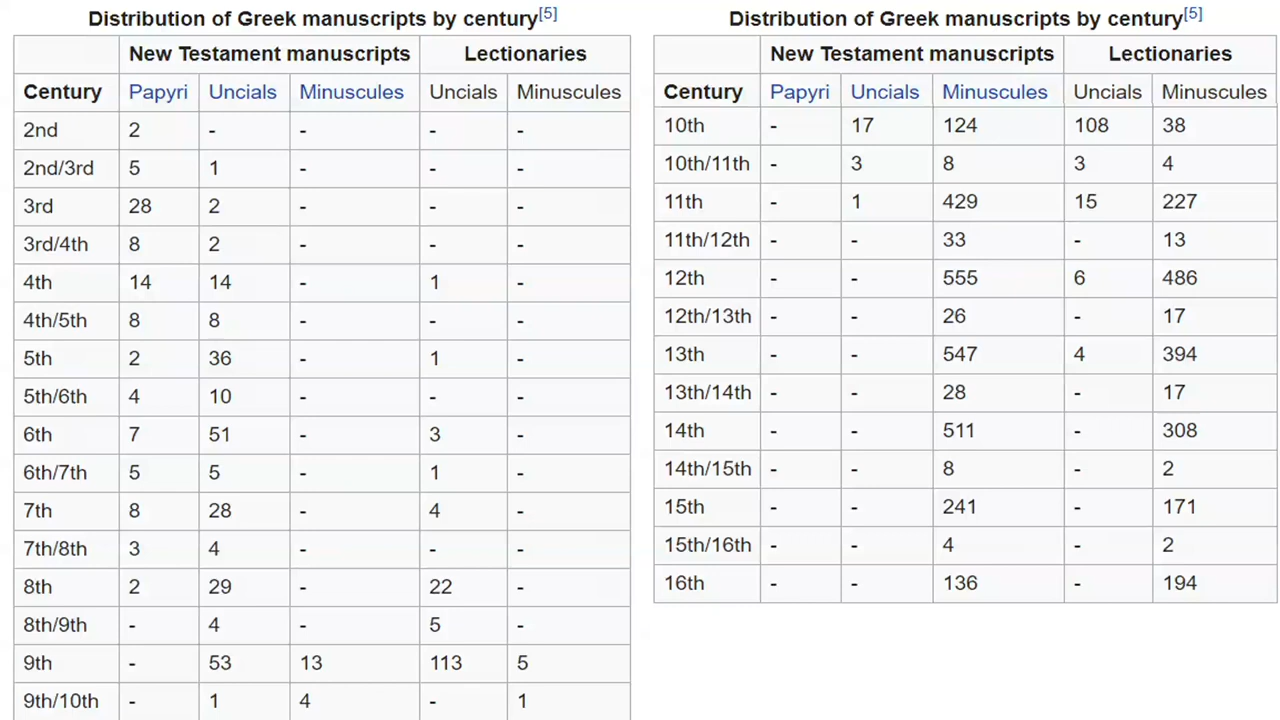 Distribution of Greek manuscripts by century[5]
New Testament manuscripts Lectionaries
Century Papyri Uncials Minuscules Uncials Minuscules
2nd 2 - - - -
2nd/3rd 5 1 - - -
3rd 28 2 - - -
3rd/4th 8 2 - - -
4th 14 14 - 1 -
4th/5th 8 8 - - -
5th 2 36 - 1 -
5th/6th 4 10 - - -
6th 7 51 - 3 -
6th/7th 5 5 - 1 -
7th 8 28 - 4 -
7th/8th 3 4 - - -
8th 2 29 - 22 -
8th/9th - 4 - 5 -
9th - 53 13 113 5
9th/10th - 1 4 - 1
Distribution of Greek manuscripts by century[5]
New Testament manuscripts Lectionaries
Century Papyri Uncials Minuscules Uncials Minuscules
10th - 17 124 108 38
10th/11th - 3 8 3 4
11th - 1 429 15 227
11th/12th - - 33 - 13
12th - - 555 6 486
12th/13th - - 26 - 17
13th - - 547 4 394
13th/14th - - 28 - 17
14th - - 511 - 308
14th/15th - - 8 - 2
15th - - 241 - 171
15th/16th - - 4 - 2
16th - - 136 - 194